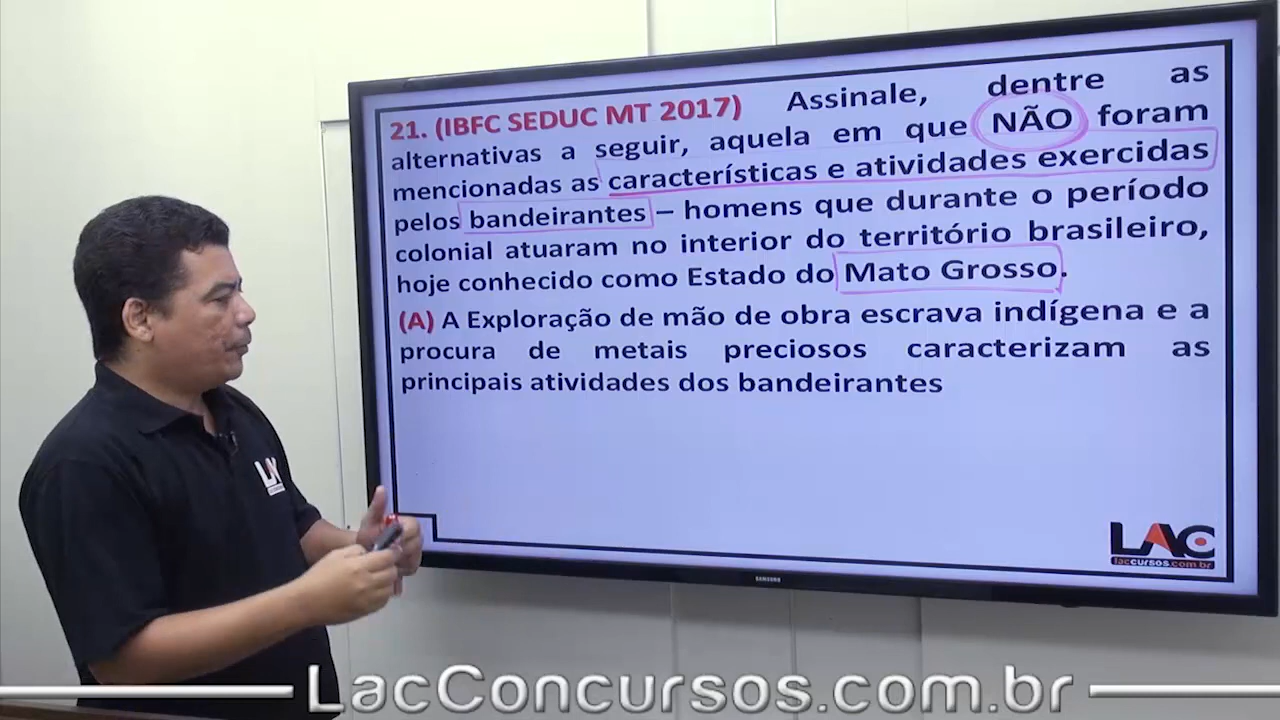 21. (IBFC SEDUC MT 2017) Assinale, dentre as
alternativas a seguir, aquela em que NÃO foram
mencionadas as características e atividades exercidas
pelos bandeirantes – homens que durante o período
colonial atuaram no interior do território brasileiro,
hoje conhecido como Estado do Mato Grosso.
(A) A Exploração de mão de obra escrava indígena e a
procura de metais preciosos caracterizam as
principais atividades dos bandeirantes
LAC
laccursos.com.br
SAMSUNG
LAC
LacConcursos.com.br